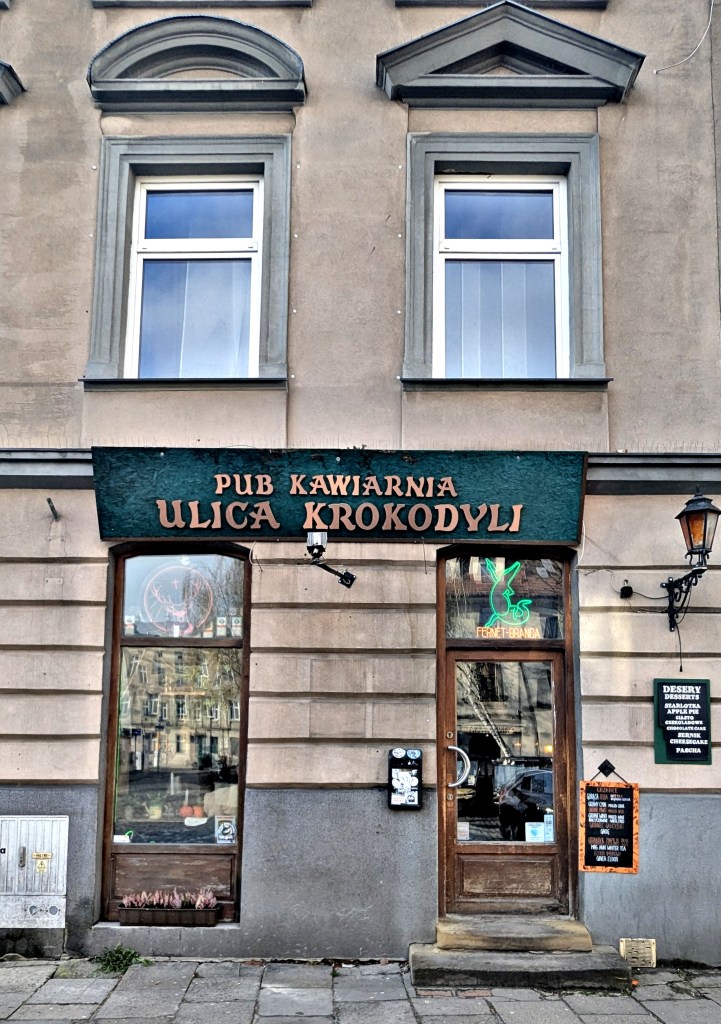 PUB KAWIARNIA
ULICA KROKODYLI
FERNET-BRANCA
DESERY
DESSERTS
SZARLOTKA
APPLE PIE
CIASTO
CZEKOLADOWE
CHOCOLATE CAKE
SERNIK
CHEESECAKE
PASCHA